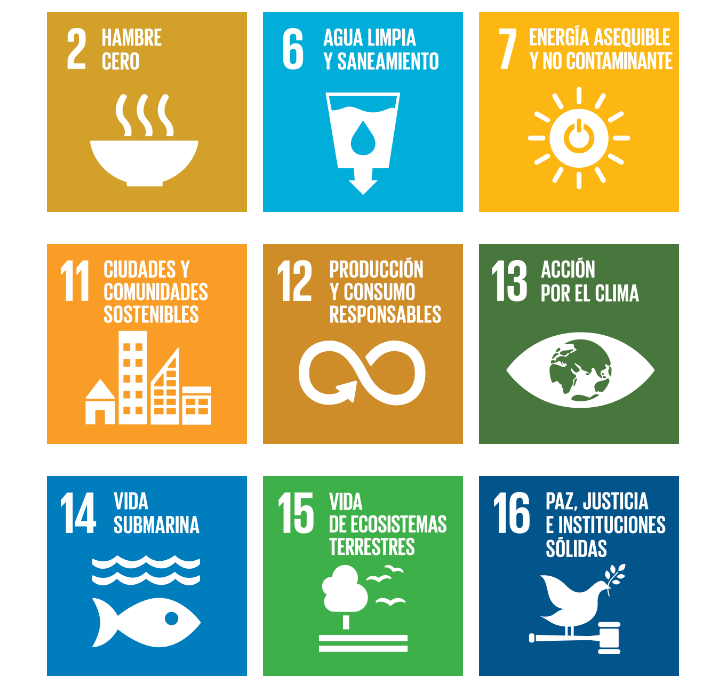 2 HAMBRE
CERO
6 AGUA LIMPIA
Y SANEAMIENTO
7 ENERGÍA ASEQUIBLE
Y NO CONTAMINANTE
11 CIUDADES Y
COMUNIDADES
SOSTENIBLES
12 PRODUCCIÓN
Y CONSUMO
RESPONSABLES
13 ACCIÓN
POR EL CLIMA
14 VIDA
SUBMARINA
15 VIDA
DE ECOSISTEMAS
TERRESTRES
16 PAZ, JUSTICIA
E INSTITUCIONES
SÓLIDAS